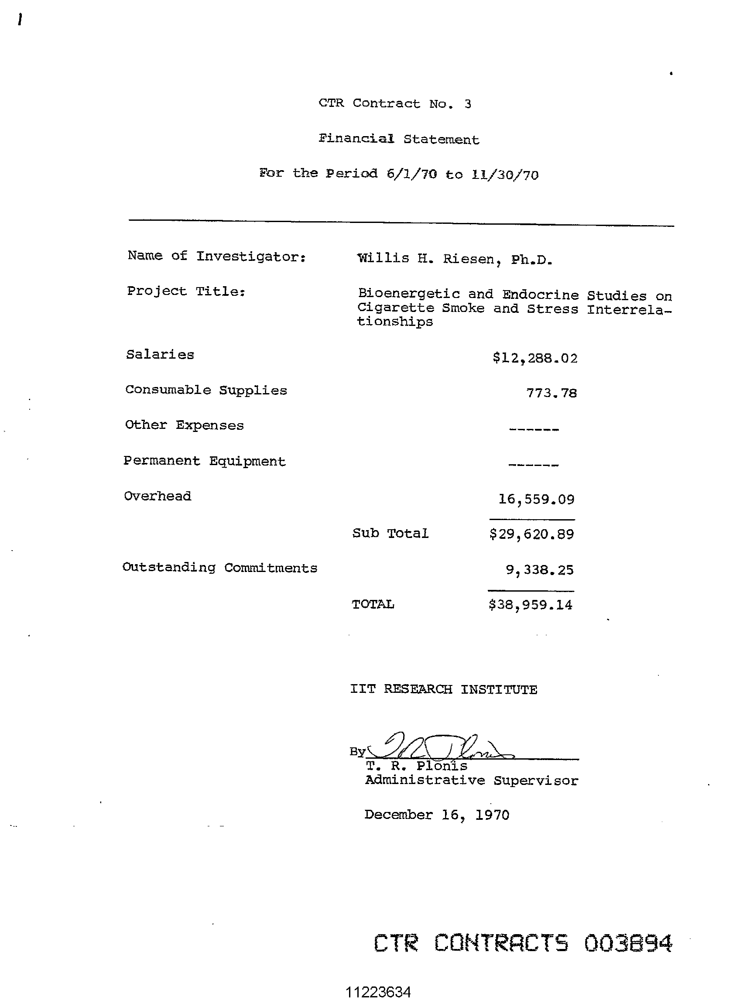 1
CTR Contract No. 3
Financial Statement
For the Period 6/1/70 to 11/30/70
Name of Investigator: Willis H. Riesen, Ph.D.
Project Title: Bioenergetic and Endocrine Studies on
Cigarette Smoke and Stress Interrela-
tionships
Salaries $12,288.02
Consumable Supplies 773.78
Other Expenses ------
Permanent Equipment ------
Overhead 16,559.09
Sub Total $29,620.89
Outstanding Commitments 9,338.25
TOTAL $38,959.14
IIT RESEARCH INSTITUTE
By T R Plonis
T. R. Plonis
Administrative Supervisor
December 16, 1970
CTR CONTRACTS 003894
11223634